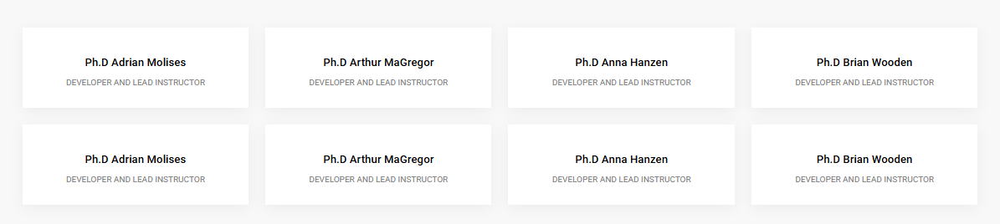 Ph.D Adrian Molises
DEVELOPER AND LEAD INSTRUCTOR
Ph.D Arthur MaGregor
DEVELOPER AND LEAD INSTRUCTOR
Ph.D Anna Hanzen
DEVELOPER AND LEAD INSTRUCTOR
Ph.D Brian Wooden
DEVELOPER AND LEAD INSTRUCTOR
Ph.D Adrian Molises
DEVELOPER AND LEAD INSTRUCTOR
Ph.D Arthur MaGregor
DEVELOPER AND LEAD INSTRUCTOR
Ph.D Anna Hanzen
DEVELOPER AND LEAD INSTRUCTOR
Ph.D Brian Wooden
DEVELOPER AND LEAD INSTRUCTOR